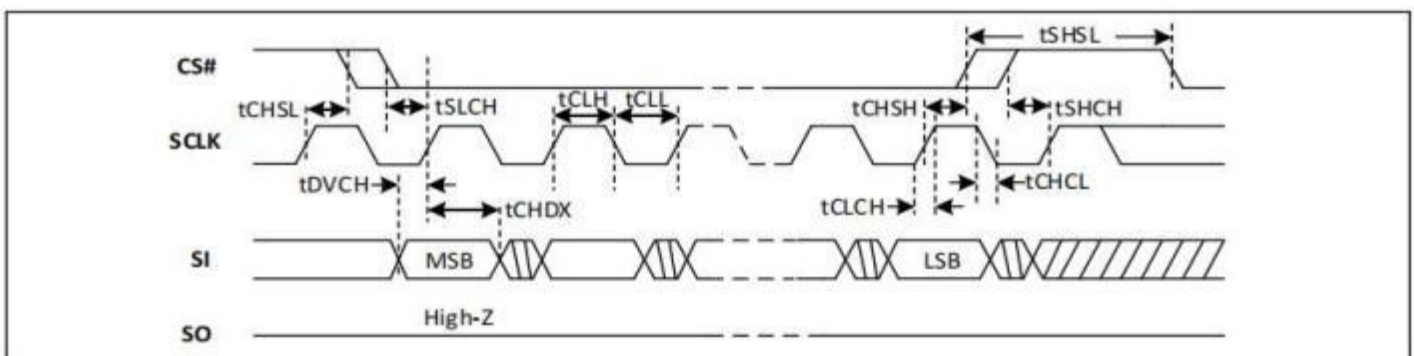 tSHSL
CS#
tCHSL
tSLCH
tCLH
tCLL
tCHSH
tSHCH
SCLK
tDVCH
tCHCL
tCHDX
tCLCH
SI
MSB
LSB
High-Z
SO